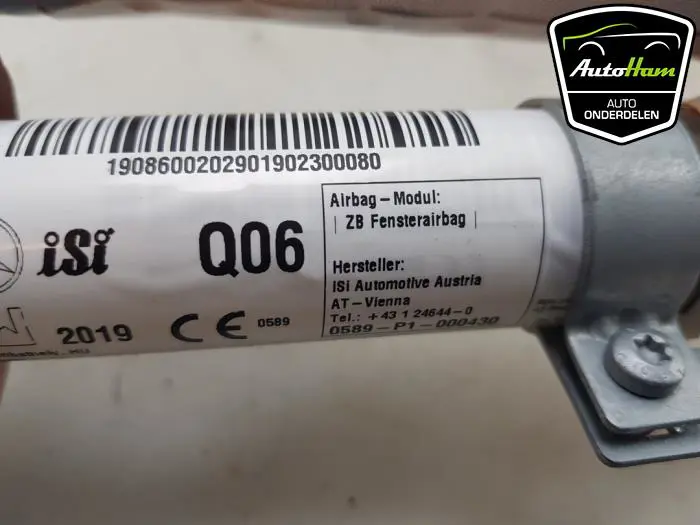 AutoHam
AUTO
ONDERDELEN
1908600202901902300080
iSi
Q06
Airbag-Modul:
| ZB Fensterairbag |
Hersteller:
ISi Automotive Austria
AT-Vienna
Tel.: +43 1 24644-0
0589-P1-000430
2019
CE 0589